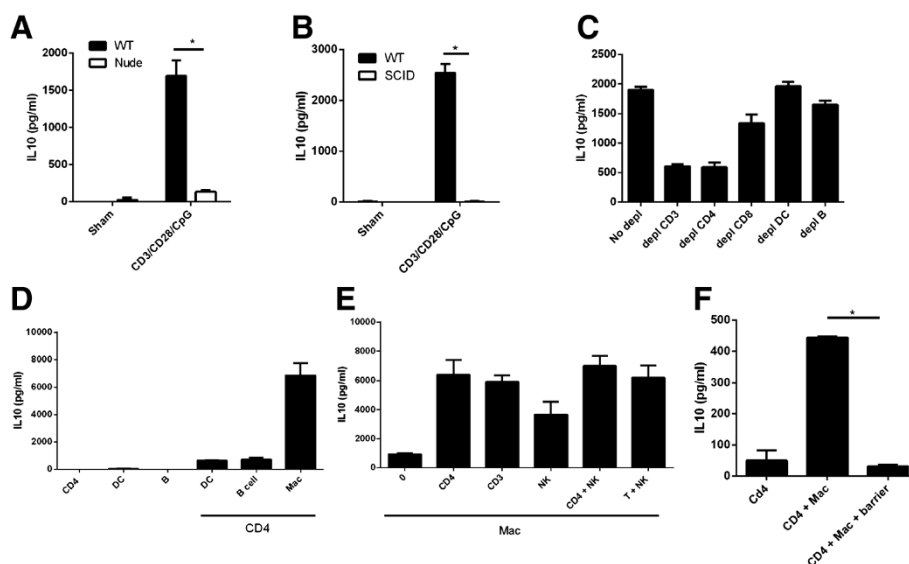 A
WT
Nude
*
IL10 (pg/ml)
2000
1500
1000
500
0
Sham
CD3/CD28/CpG
B
WT
SCID
*
IL10 (pg/ml)
3000
2000
1000
0
Sham
CD3/CD28/CpG
C
IL10 (pg/ml)
2500
2000
1500
1000
500
0
No depl
depl CD3
depl CD4
depl CD8
depl DC
depl B
D
IL10 (pg/ml)
10000
8000
6000
4000
2000
0
CD4
DC
B
DC
B cell
Mac
CD4
E
IL10 (pg/ml)
10000
8000
6000
4000
2000
0
0
CD4
CD3
NK
CD4 + NK
T + NK
Mac
F
*
IL10 (pg/ml)
500
400
300
200
100
0
Cd4
CD4 + Mac
CD4 + Mac + barrier